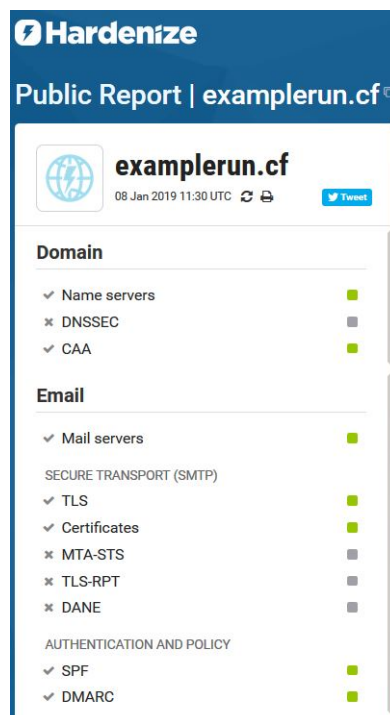 Hardenize
Public Report | examplerun.cf
examplerun.cf
08 Jan 2019 11:30 UTC
Tweet
Domain
Name servers
DNSSEC
CAA
Email
Mail servers
SECURE TRANSPORT (SMTP)
TLS
Certificates
MTA-STS
TLS-RPT
DANE
AUTHENTICATION AND POLICY
SPF
DMARC